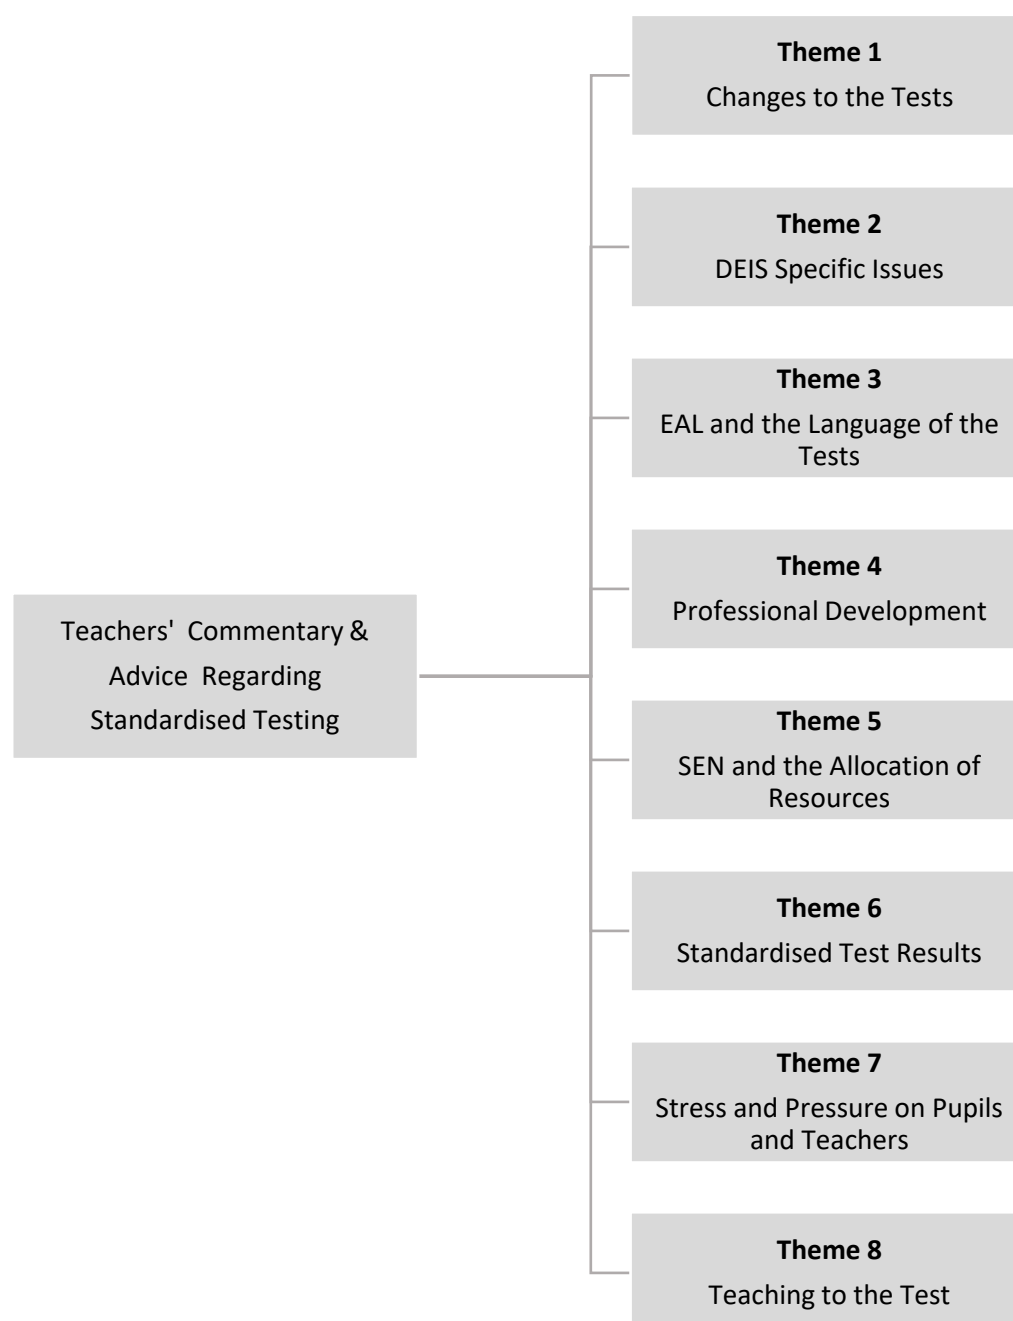 Theme 1
Changes to the Tests
Theme 2
DEIS Specific Issues
Theme 3
EAL and the Language of the
Tests
Theme 4
Professional Development
Teachers' Commentary &
Advice Regarding
Standardised Testing
Theme 5
SEN and the Allocation of
Resources
Theme 6
Standardised Test Results
Theme 7
Stress and Pressure on Pupils
and Teachers
Theme 8
Teaching to the Test